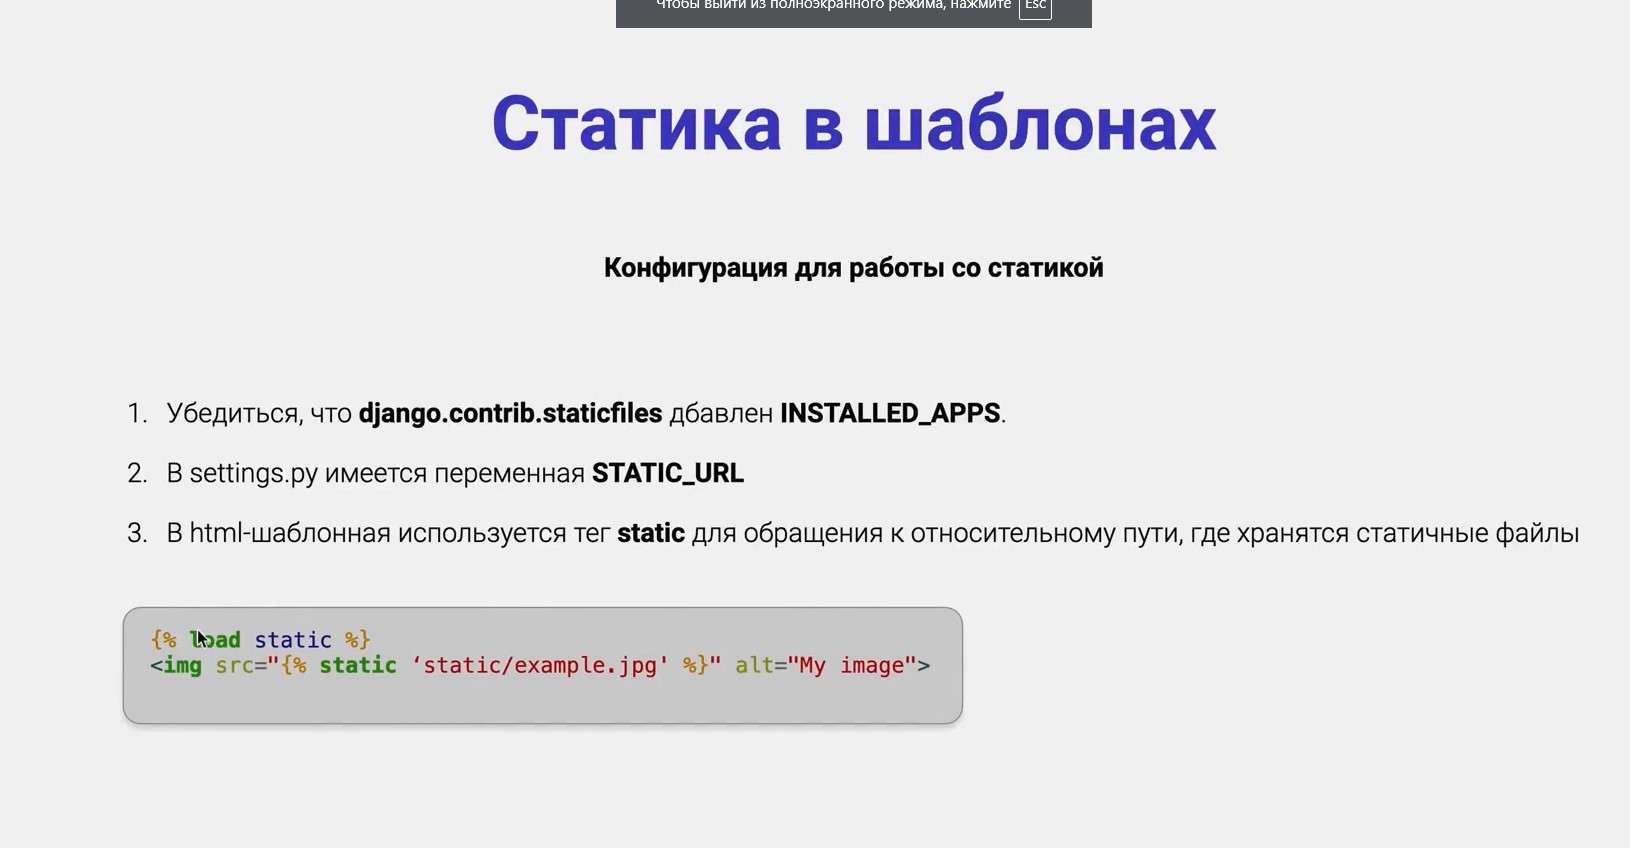 Чтобы выйти из полноэкранного режима, нажмите Esc
Статика в шаблонах
Конфигурация для работы со статикой
1. Убедиться, что django.contrib.staticfiles дбавлен INSTALLED_APPS.
2. В settings.py имеется переменная STATIC_URL
3. В html-шаблонная используется тег static для обращения к относительному пути, где хранятся статичные файлы
{% load static %}
<img src="{% static ‘static/example.jpg' %}" alt="My image">